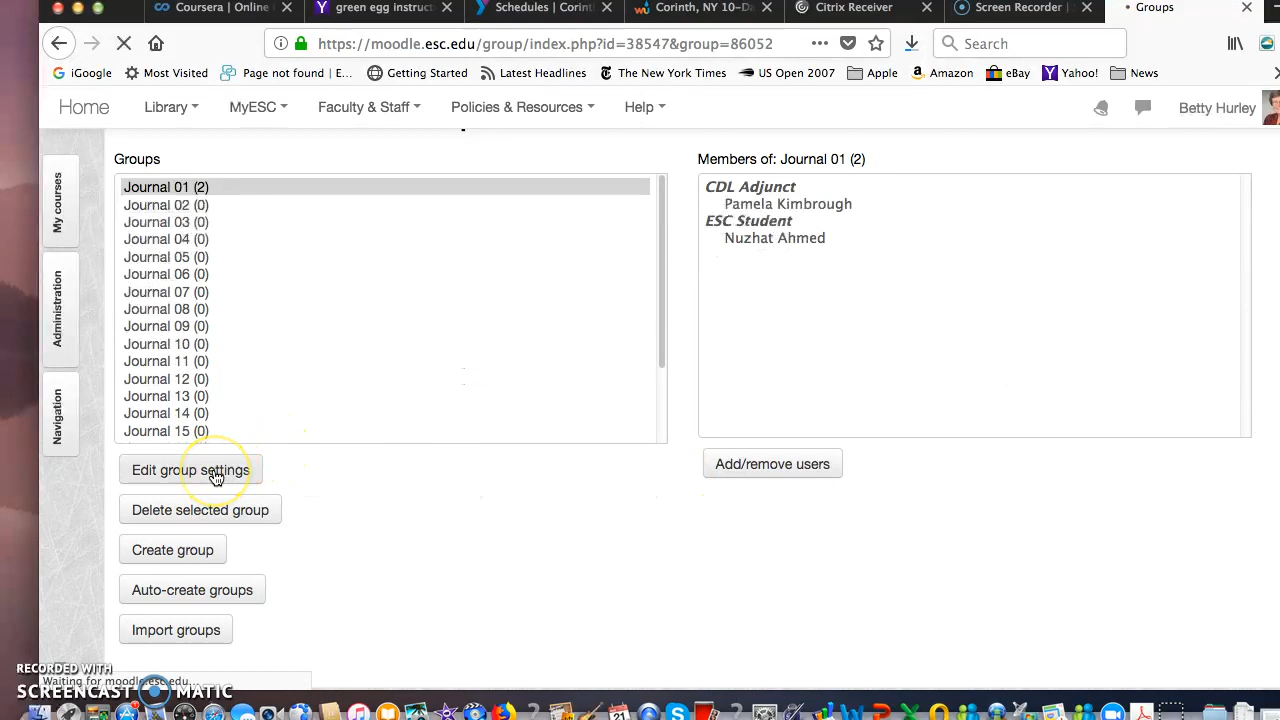 Coursera | Online
green egg instruct
Schedules | Corinth
Corinth, NY 10-Da
Citrix Receiver
Screen Recorder
Groups
https://moodle.esc.edu/group/index.php?id=38547&group=86052
Search
iGoogle
Most Visited
Page not found | E...
Getting Started
Latest Headlines
The New York Times
US Open 2007
Apple
Amazon
eBay
Yahoo!
News
Home
Library
MyESC
Faculty & Staff
Policies & Resources
Help
Betty Hurley
My courses
Administration
Navigation
Groups
Journal 01 (2)
Journal 02 (0)
Journal 03 (0)
Journal 04 (0)
Journal 05 (0)
Journal 06 (0)
Journal 07 (0)
Journal 08 (0)
Journal 09 (0)
Journal 10 (0)
Journal 11 (0)
Journal 12 (0)
Journal 13 (0)
Journal 14 (0)
Journal 15 (0)
Members of: Journal 01 (2)
CDL Adjunct
Pamela Kimbrough
ESC Student
Nuzhat Ahmed
Edit group settings
Add/remove users
Delete selected group
Create group
Auto-create groups
Import groups
RECORDED WITH
Waiting for moodle.esc.edu...
SCREENCAST MATIC